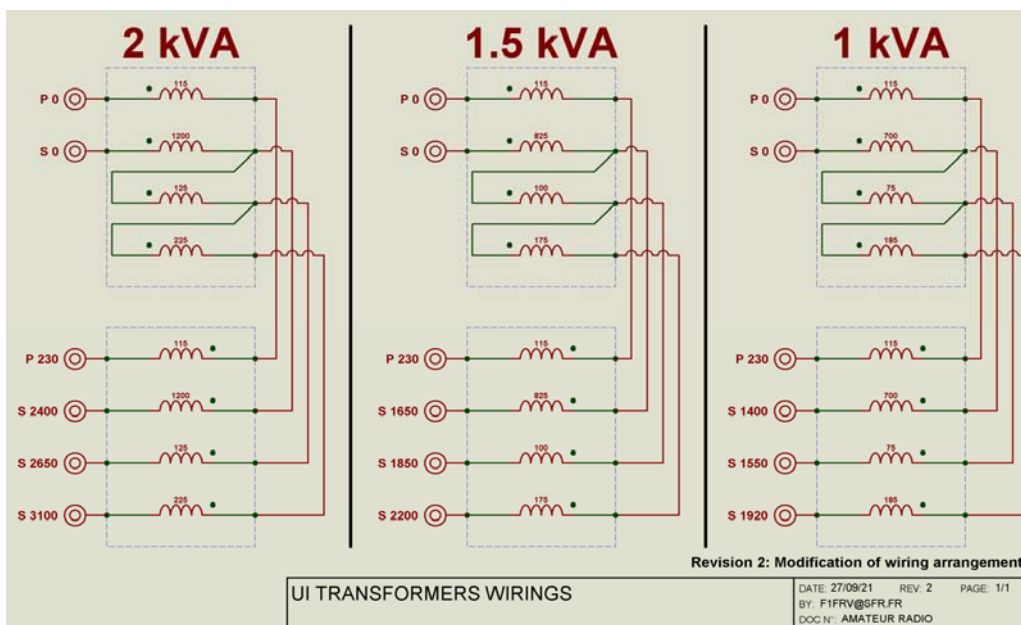 2 kVA
115
P 0
1200
S 0
125
225
115
P 230
1200
S 2400
125
S 2650
225
S 3100
1.5 kVA
115
P 0
825
S 0
100
175
115
P 230
825
S 1650
100
S 1850
175
S 2200
1 kVA
115
P 0
700
S 0
75
185
115
P 230
700
S 1400
75
S 1550
185
S 1920
Revision 2: Modification of wiring arrangement
UI TRANSFORMERS WIRINGS
DATE: 27/09/21 REV: 2 PAGE: 1/1
BY: F1FRV@SFR.FR
DOC N°: AMATEUR RADIO